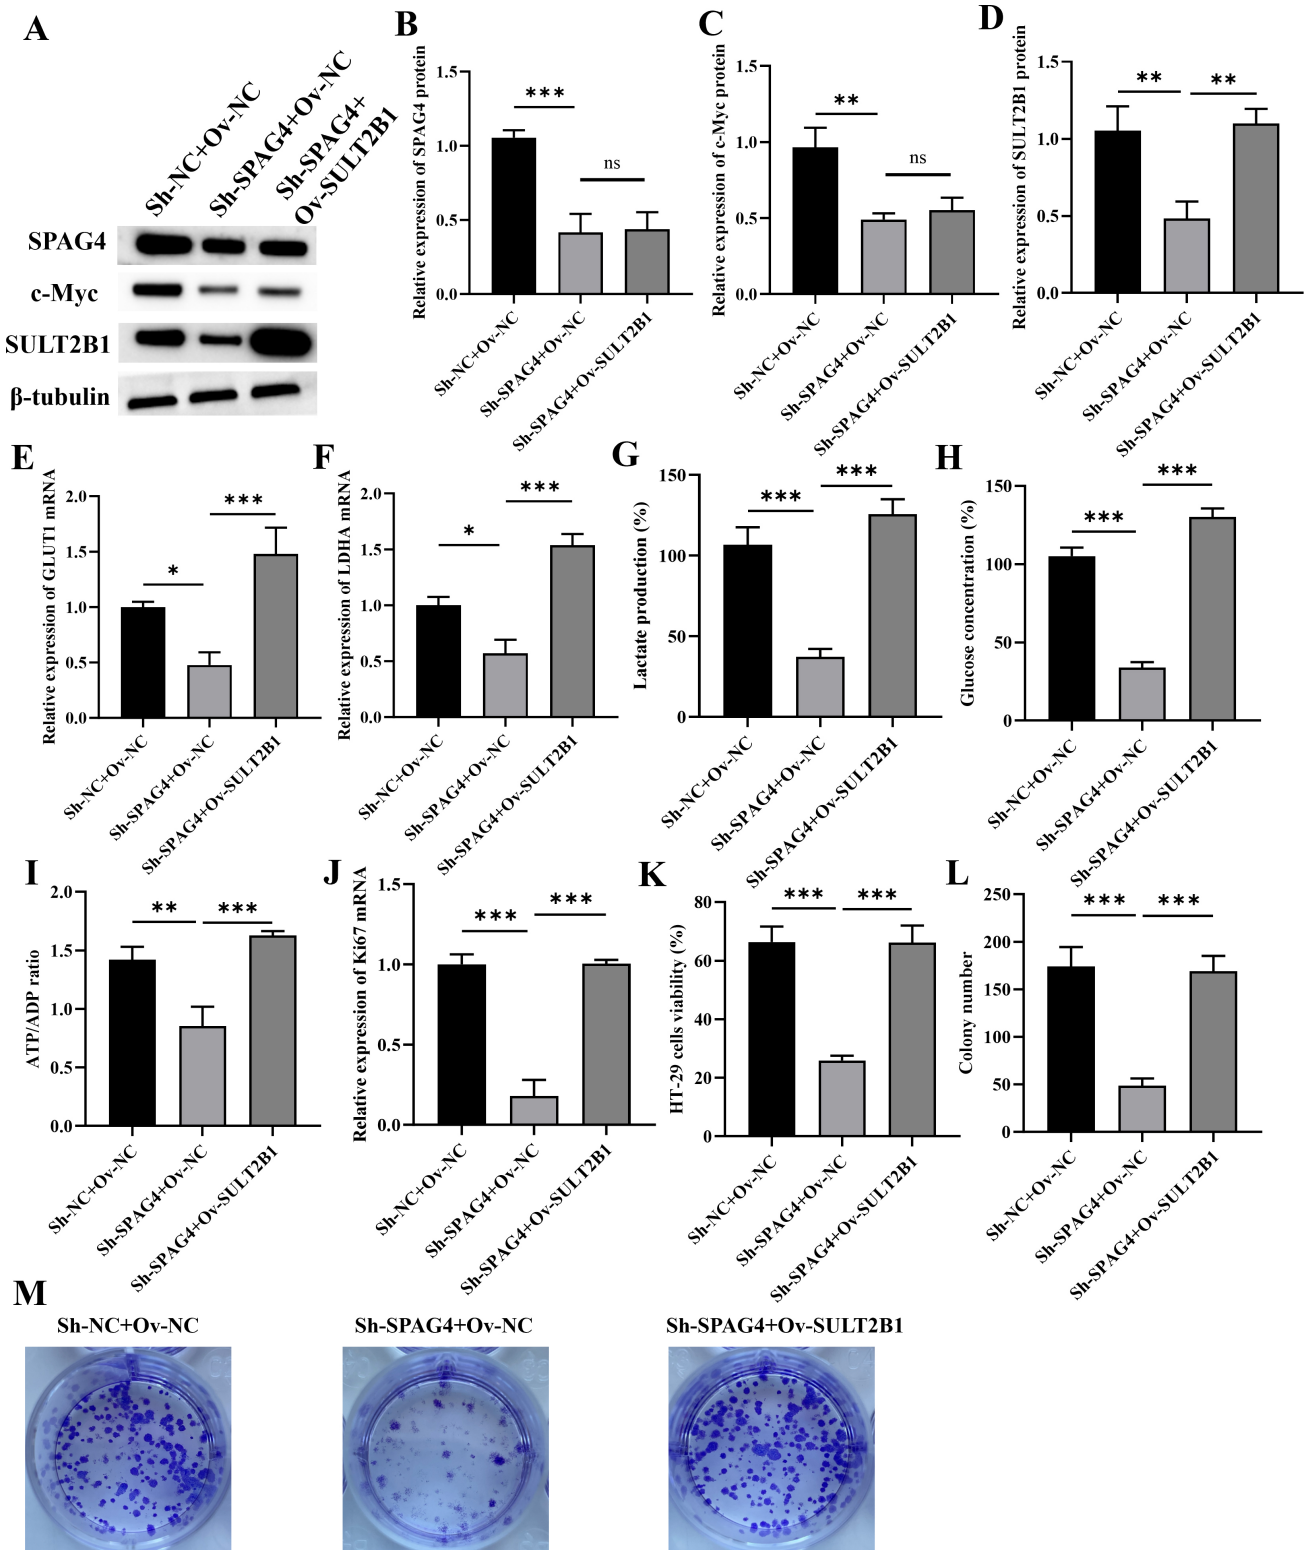 A
Sh-NC+Ov-NC
Sh-SPAG4+Ov-NC
Sh-SPAG4+
Ov-SULT2B1
SPAG4
c-Myc
SULT2B1
β-tubulin
B
Relative expression of SPAG4 protein
1.5
1.0
0.5
0.0
***
ns
Sh-NC+Ov-NC
Sh-SPAG4+Ov-NC
Sh-SPAG4+Ov-SULT2B1
C
Relative expression of c-Myc protein
1.5
1.0
0.5
0.0
**
ns
Sh-NC+Ov-NC
Sh-SPAG4+Ov-NC
Sh-SPAG4+Ov-SULT2B1
D
Relative expression of SULT2B1 protein
1.5
1.0
0.5
0.0
**
**
Sh-NC+Ov-NC
Sh-SPAG4+Ov-NC
Sh-SPAG4+Ov-SULT2B1
E
Relative expression of GLUT1 mRNA
2.0
1.5
1.0
0.5
0.0
*
***
Sh-NC+Ov-NC
Sh-SPAG4+Ov-NC
Sh-SPAG4+Ov-SULT2B1
F
Relative expression of LDHA mRNA
2.0
1.5
1.0
0.5
0.0
*
***
Sh-NC+Ov-NC
Sh-SPAG4+Ov-NC
Sh-SPAG4+Ov-SULT2B1
G
Lactate production (%)
150
100
50
0
***
***
Sh-NC+Ov-NC
Sh-SPAG4+Ov-NC
Sh-SPAG4+Ov-SULT2B1
H
Glucose concentration (%)
150
100
50
0
***
***
Sh-NC+Ov-NC
Sh-SPAG4+Ov-NC
Sh-SPAG4+Ov-SULT2B1
I
ATP/ADP ratio
2.0
1.5
1.0
0.5
0.0
**
***
Sh-NC+Ov-NC
Sh-SPAG4+Ov-NC
Sh-SPAG4+Ov-SULT2B1
J
Relative expression of Ki67 mRNA
1.5
1.0
0.5
0.0
***
***
Sh-NC+Ov-NC
Sh-SPAG4+Ov-NC
Sh-SPAG4+Ov-SULT2B1
K
HT-29 cells viability (%)
80
60
40
20
0
***
***
Sh-NC+Ov-NC
Sh-SPAG4+Ov-NC
Sh-SPAG4+Ov-SULT2B1
L
Colony number
250
200
150
100
50
0
***
***
Sh-NC+Ov-NC
Sh-SPAG4+Ov-NC
Sh-SPAG4+Ov-SULT2B1
M
Sh-NC+Ov-NC
Sh-SPAG4+Ov-NC
Sh-SPAG4+Ov-SULT2B1